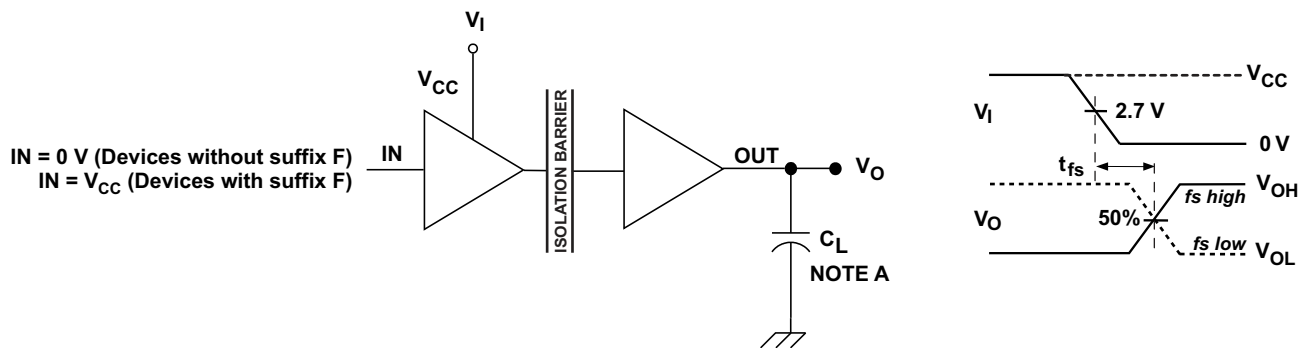 V_I
V_CC
IN = 0 V (Devices without suffix F)
IN = V_CC (Devices with suffix F)
IN
ISOLATION BARRIER
OUT
V_O
C_L
NOTE A
V_I
V_CC
2.7 V
0 V
t_fs
V_O
50%
fs high
V_OH
fs low
V_OL